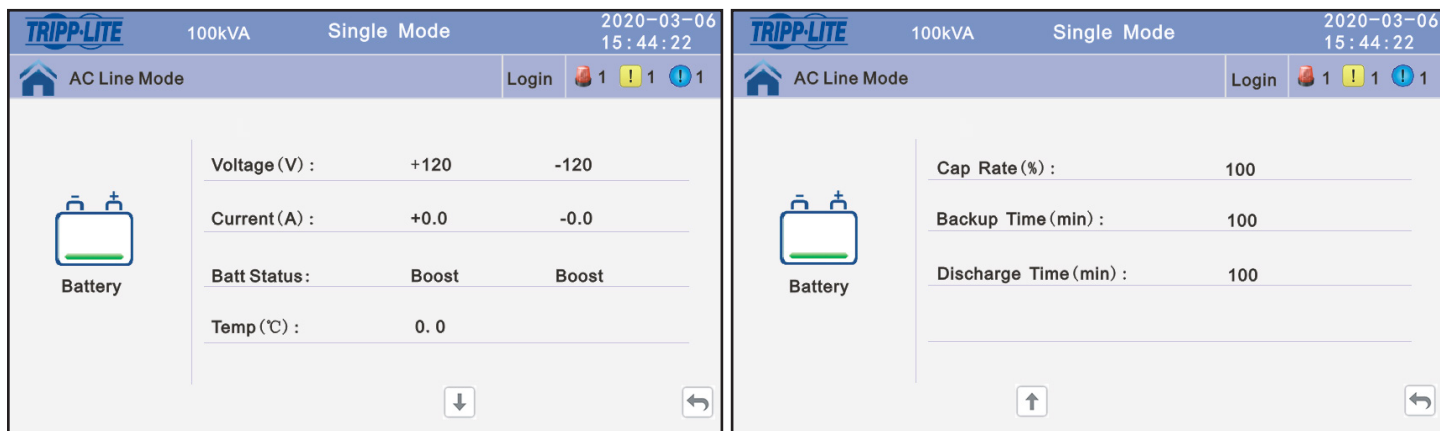 TRIPP·LITE 100kVA Single Mode 2020-03-06
15:44:22
AC Line Mode Login 1 ! 1 ! 1
Voltage(V): +120 -120
Current(A): +0.0 -0.0
Batt Status: Boost Boost
Temp(℃): 0.0
Battery
TRIPP·LITE 100kVA Single Mode 2020-03-06
15:44:22
AC Line Mode Login 1 ! 1 ! 1
Cap Rate(%): 100
Backup Time(min): 100
Discharge Time(min): 100
Battery